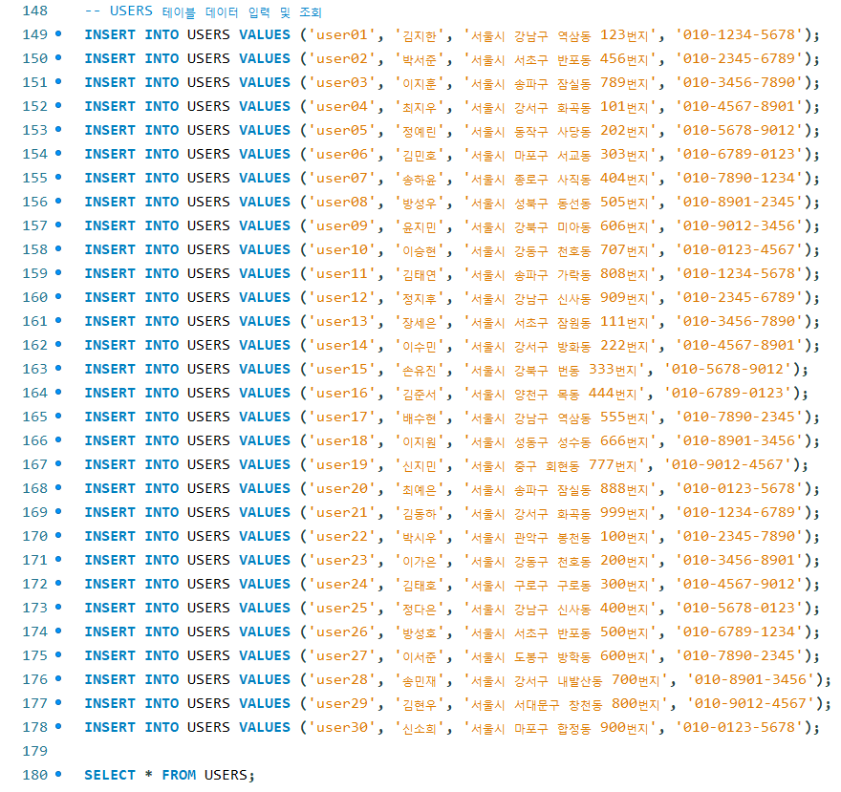 148 -- USERS 테이블 데이터 입력 및 조회
149 INSERT INTO USERS VALUES ('user01', '김지한', '서울시 강남구 역삼동 123번지', '010-1234-5678');
150 INSERT INTO USERS VALUES ('user02', '박서준', '서울시 서초구 반포동 456번지', '010-2345-6789');
151 INSERT INTO USERS VALUES ('user03', '이지훈', '서울시 송파구 잠실동 789번지', '010-3456-7890');
152 INSERT INTO USERS VALUES ('user04', '최지우', '서울시 강서구 화곡동 101번지', '010-4567-8901');
153 INSERT INTO USERS VALUES ('user05', '정예린', '서울시 동작구 사당동 202번지', '010-5678-9012');
154 INSERT INTO USERS VALUES ('user06', '김민호', '서울시 마포구 서교동 303번지', '010-6789-0123');
155 INSERT INTO USERS VALUES ('user07', '송하윤', '서울시 종로구 사직동 404번지', '010-7890-1234');
156 INSERT INTO USERS VALUES ('user08', '방성우', '서울시 성북구 동선동 505번지', '010-8901-2345');
157 INSERT INTO USERS VALUES ('user09', '윤지민', '서울시 강북구 미아동 606번지', '010-9012-3456');
158 INSERT INTO USERS VALUES ('user10', '이승현', '서울시 강동구 천호동 707번지', '010-0123-4567');
159 INSERT INTO USERS VALUES ('user11', '김태연', '서울시 송파구 가락동 808번지', '010-1234-5678');
160 INSERT INTO USERS VALUES ('user12', '정지후', '서울시 강남구 신사동 909번지', '010-2345-6789');
161 INSERT INTO USERS VALUES ('user13', '장세은', '서울시 서초구 잠원동 111번지', '010-3456-7890');
162 INSERT INTO USERS VALUES ('user14', '이수민', '서울시 강서구 방화동 222번지', '010-4567-8901');
163 INSERT INTO USERS VALUES ('user15', '손유진', '서울시 강북구 번동 333번지', '010-5678-9012');
164 INSERT INTO USERS VALUES ('user16', '김준서', '서울시 양천구 목동 444번지', '010-6789-0123');
165 INSERT INTO USERS VALUES ('user17', '배수현', '서울시 강남구 역삼동 555번지', '010-7890-2345');
166 INSERT INTO USERS VALUES ('user18', '이지원', '서울시 성동구 성수동 666번지', '010-8901-3456');
167 INSERT INTO USERS VALUES ('user19', '신지민', '서울시 중구 회현동 777번지', '010-9012-4567');
168 INSERT INTO USERS VALUES ('user20', '최예은', '서울시 송파구 잠실동 888번지', '010-0123-5678');
169 INSERT INTO USERS VALUES ('user21', '김동하', '서울시 강서구 화곡동 999번지', '010-1234-6789');
170 INSERT INTO USERS VALUES ('user22', '박시우', '서울시 관악구 봉천동 100번지', '010-2345-7890');
171 INSERT INTO USERS VALUES ('user23', '이가은', '서울시 강동구 천호동 200번지', '010-3456-8901');
172 INSERT INTO USERS VALUES ('user24', '김태호', '서울시 구로구 구로동 300번지', '010-4567-9012');
173 INSERT INTO USERS VALUES ('user25', '정다은', '서울시 강남구 신사동 400번지', '010-5678-0123');
174 INSERT INTO USERS VALUES ('user26', '방성호', '서울시 서초구 반포동 500번지', '010-6789-1234');
175 INSERT INTO USERS VALUES ('user27', '이서준', '서울시 도봉구 방학동 600번지', '010-7890-2345');
176 INSERT INTO USERS VALUES ('user28', '송민재', '서울시 강서구 내발산동 700번지', '010-8901-3456');
177 INSERT INTO USERS VALUES ('user29', '김현우', '서울시 서대문구 창천동 800번지', '010-9012-4567');
178 INSERT INTO USERS VALUES ('user30', '신소희', '서울시 마포구 합정동 900번지', '010-0123-5678');
179
180 SELECT * FROM USERS;